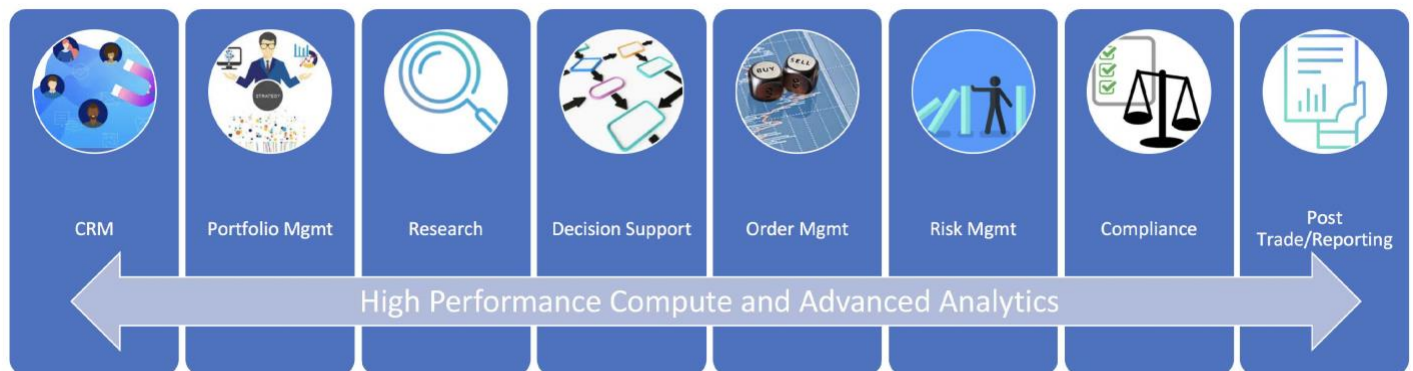 STRATEGY
BUY
SELL
CRM
Portfolio Mgmt
Research
Decision Support
Order Mgmt
Risk Mgmt
Compliance
Post
Trade/Reporting
High Performance Compute and Advanced Analytics